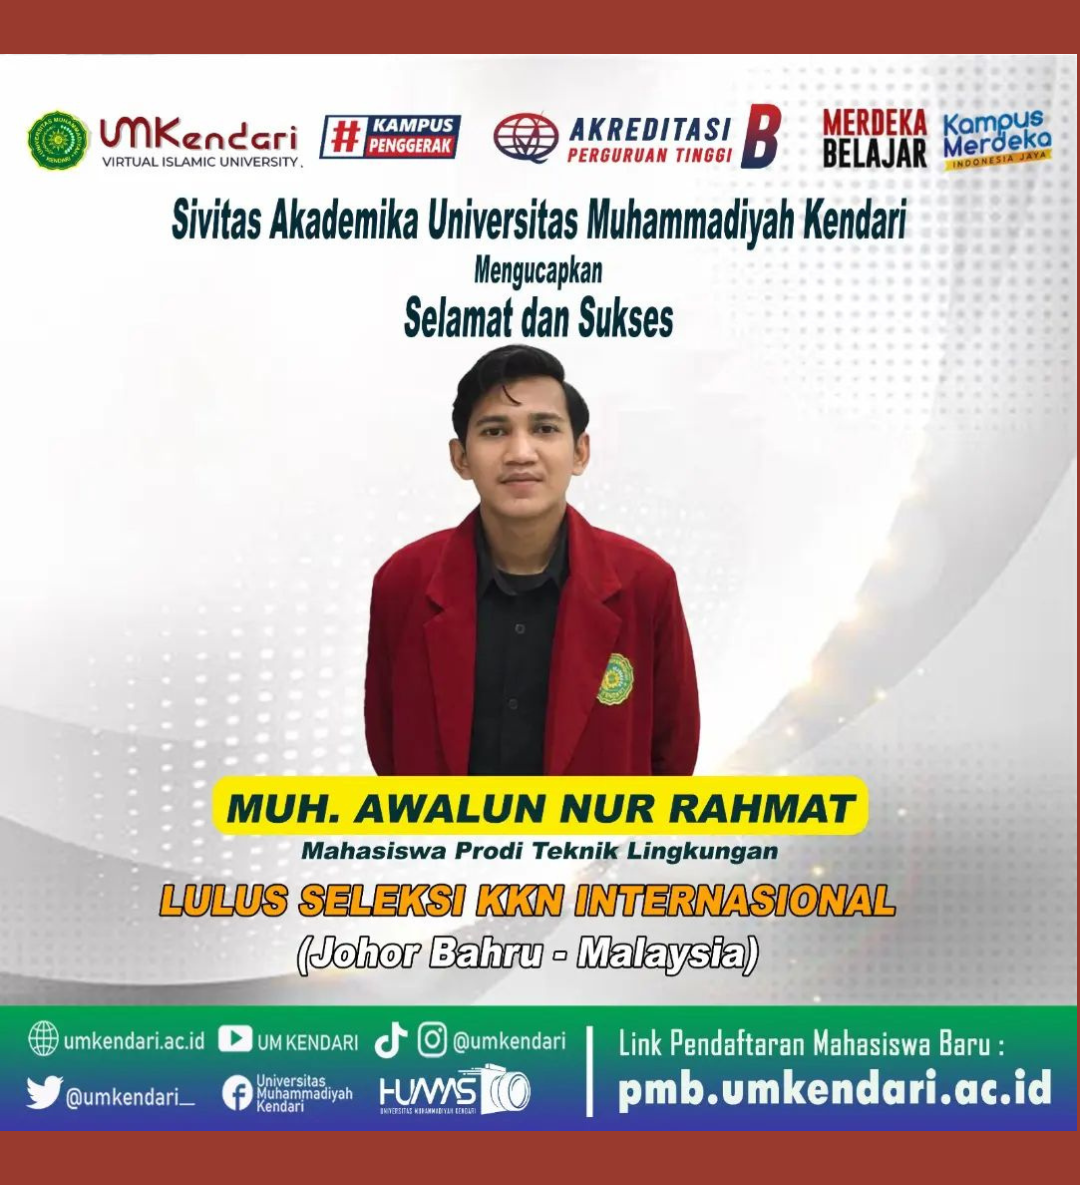 UMKendari
VIRTUAL ISLAMIC UNIVERSITY.
# KAMPUS PENGGERAK
AKREDITASI B
PERGURUAN TINGGI
MERDEKA BELAJAR
Kampus Merdeka
INDONESIA JAYA
Sivitas Akademika Universitas Muhammadiyah Kendari
Mengucapkan
Selamat dan Sukses
MUH. AWALUN NUR RAHMAT
Mahasiswa Prodi Teknik Lingkungan
LULUS SELEKSI KKN INTERNASIONAL
(Johor Bahru - Malaysia)
umkendari.ac.id
UM KENDARI
@umkendari
@umkendari_
Universitas
Muhammadiyah
Kendari
HUMAS
UNIVERSITAS MUHAMMADIYAH KENDARI
Link Pendaftaran Mahasiswa Baru :
pmb.umkendari.ac.id